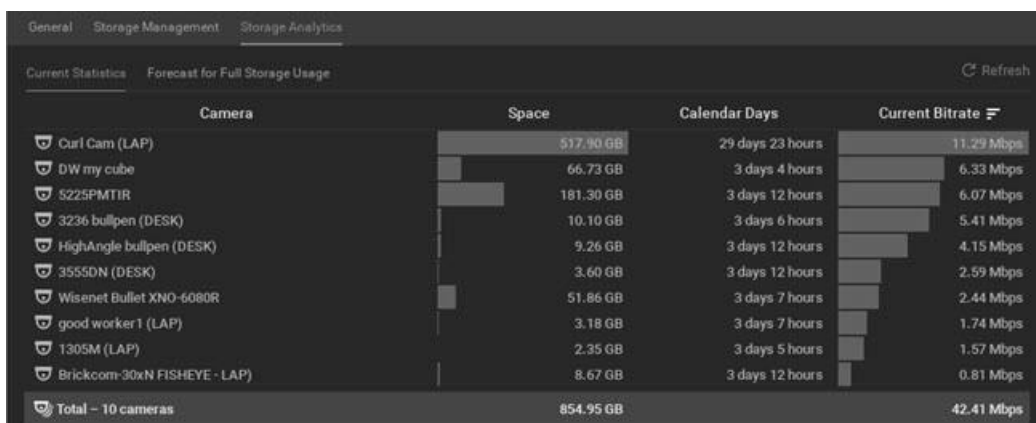 General Storage Management Storage Analytics
Current Statistics Forecast for Full Storage Usage Refresh
Camera Space Calendar Days Current Bitrate
Curl Cam (LAP) 517.90 GB 29 days 23 hours 11.29 Mbps
DW my cube 66.73 GB 3 days 4 hours 6.33 Mbps
S225PMTIR 181.30 GB 3 days 12 hours 6.07 Mbps
3236 bullpen (DESK) 10.10 GB 3 days 6 hours 5.41 Mbps
HighAngle bullpen (DESK) 9.26 GB 3 days 12 hours 4.15 Mbps
3555DN (DESK) 3.60 GB 3 days 12 hours 2.59 Mbps
Wisenet Bullet XNO-6080R 51.86 GB 3 days 7 hours 2.44 Mbps
good worker1 (LAP) 3.18 GB 3 days 7 hours 1.74 Mbps
1305M (LAP) 2.35 GB 3 days 5 hours 1.57 Mbps
Brickcom-30xN FISHEYE - LAP) 8.67 GB 3 days 12 hours 0.81 Mbps
Total – 10 cameras 854.95 GB 42.41 Mbps